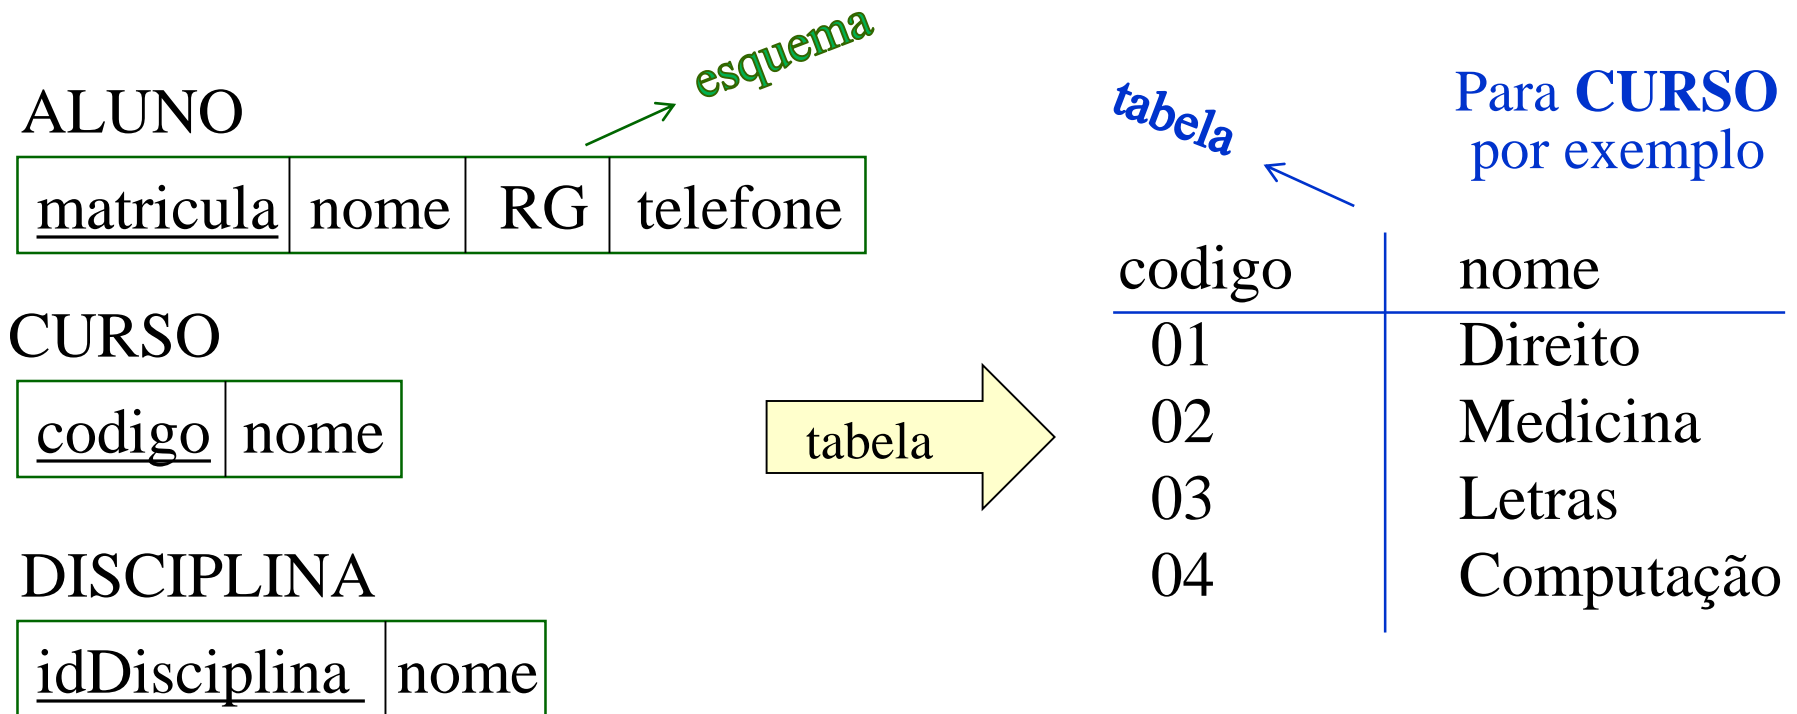 esquema
ALUNO
matricula nome RG telefone
CURSO
codigo nome
DISCIPLINA
idDisciplina nome
tabela
tabela
Para CURSO
por exemplo
codigo nome
01 Direito
02 Medicina
03 Letras
04 Computação